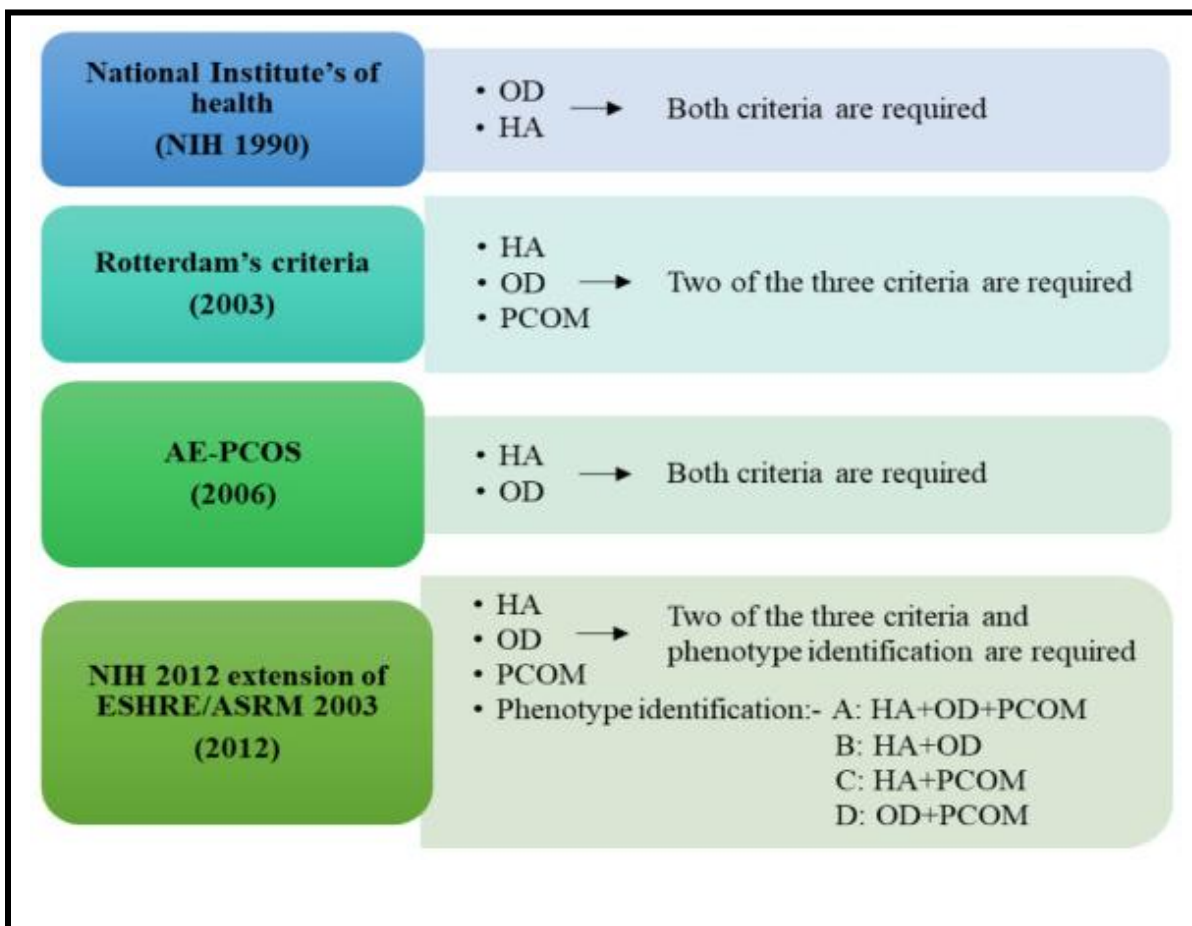 National Institute's of
health
(NIH 1990)
• OD
• HA
Both criteria are required
Rotterdam's criteria
(2003)
• HA
• OD
• PCOM
Two of the three criteria are required
AE-PCOS
(2006)
• HA
• OD
Both criteria are required
NIH 2012 extension of
ESHRE/ASRM 2003
(2012)
• HA
• OD
• PCOM
Two of the three criteria and
phenotype identification are required
• Phenotype identification:- A: HA+OD+PCOM
B: HA+OD
C: HA+PCOM
D: OD+PCOM